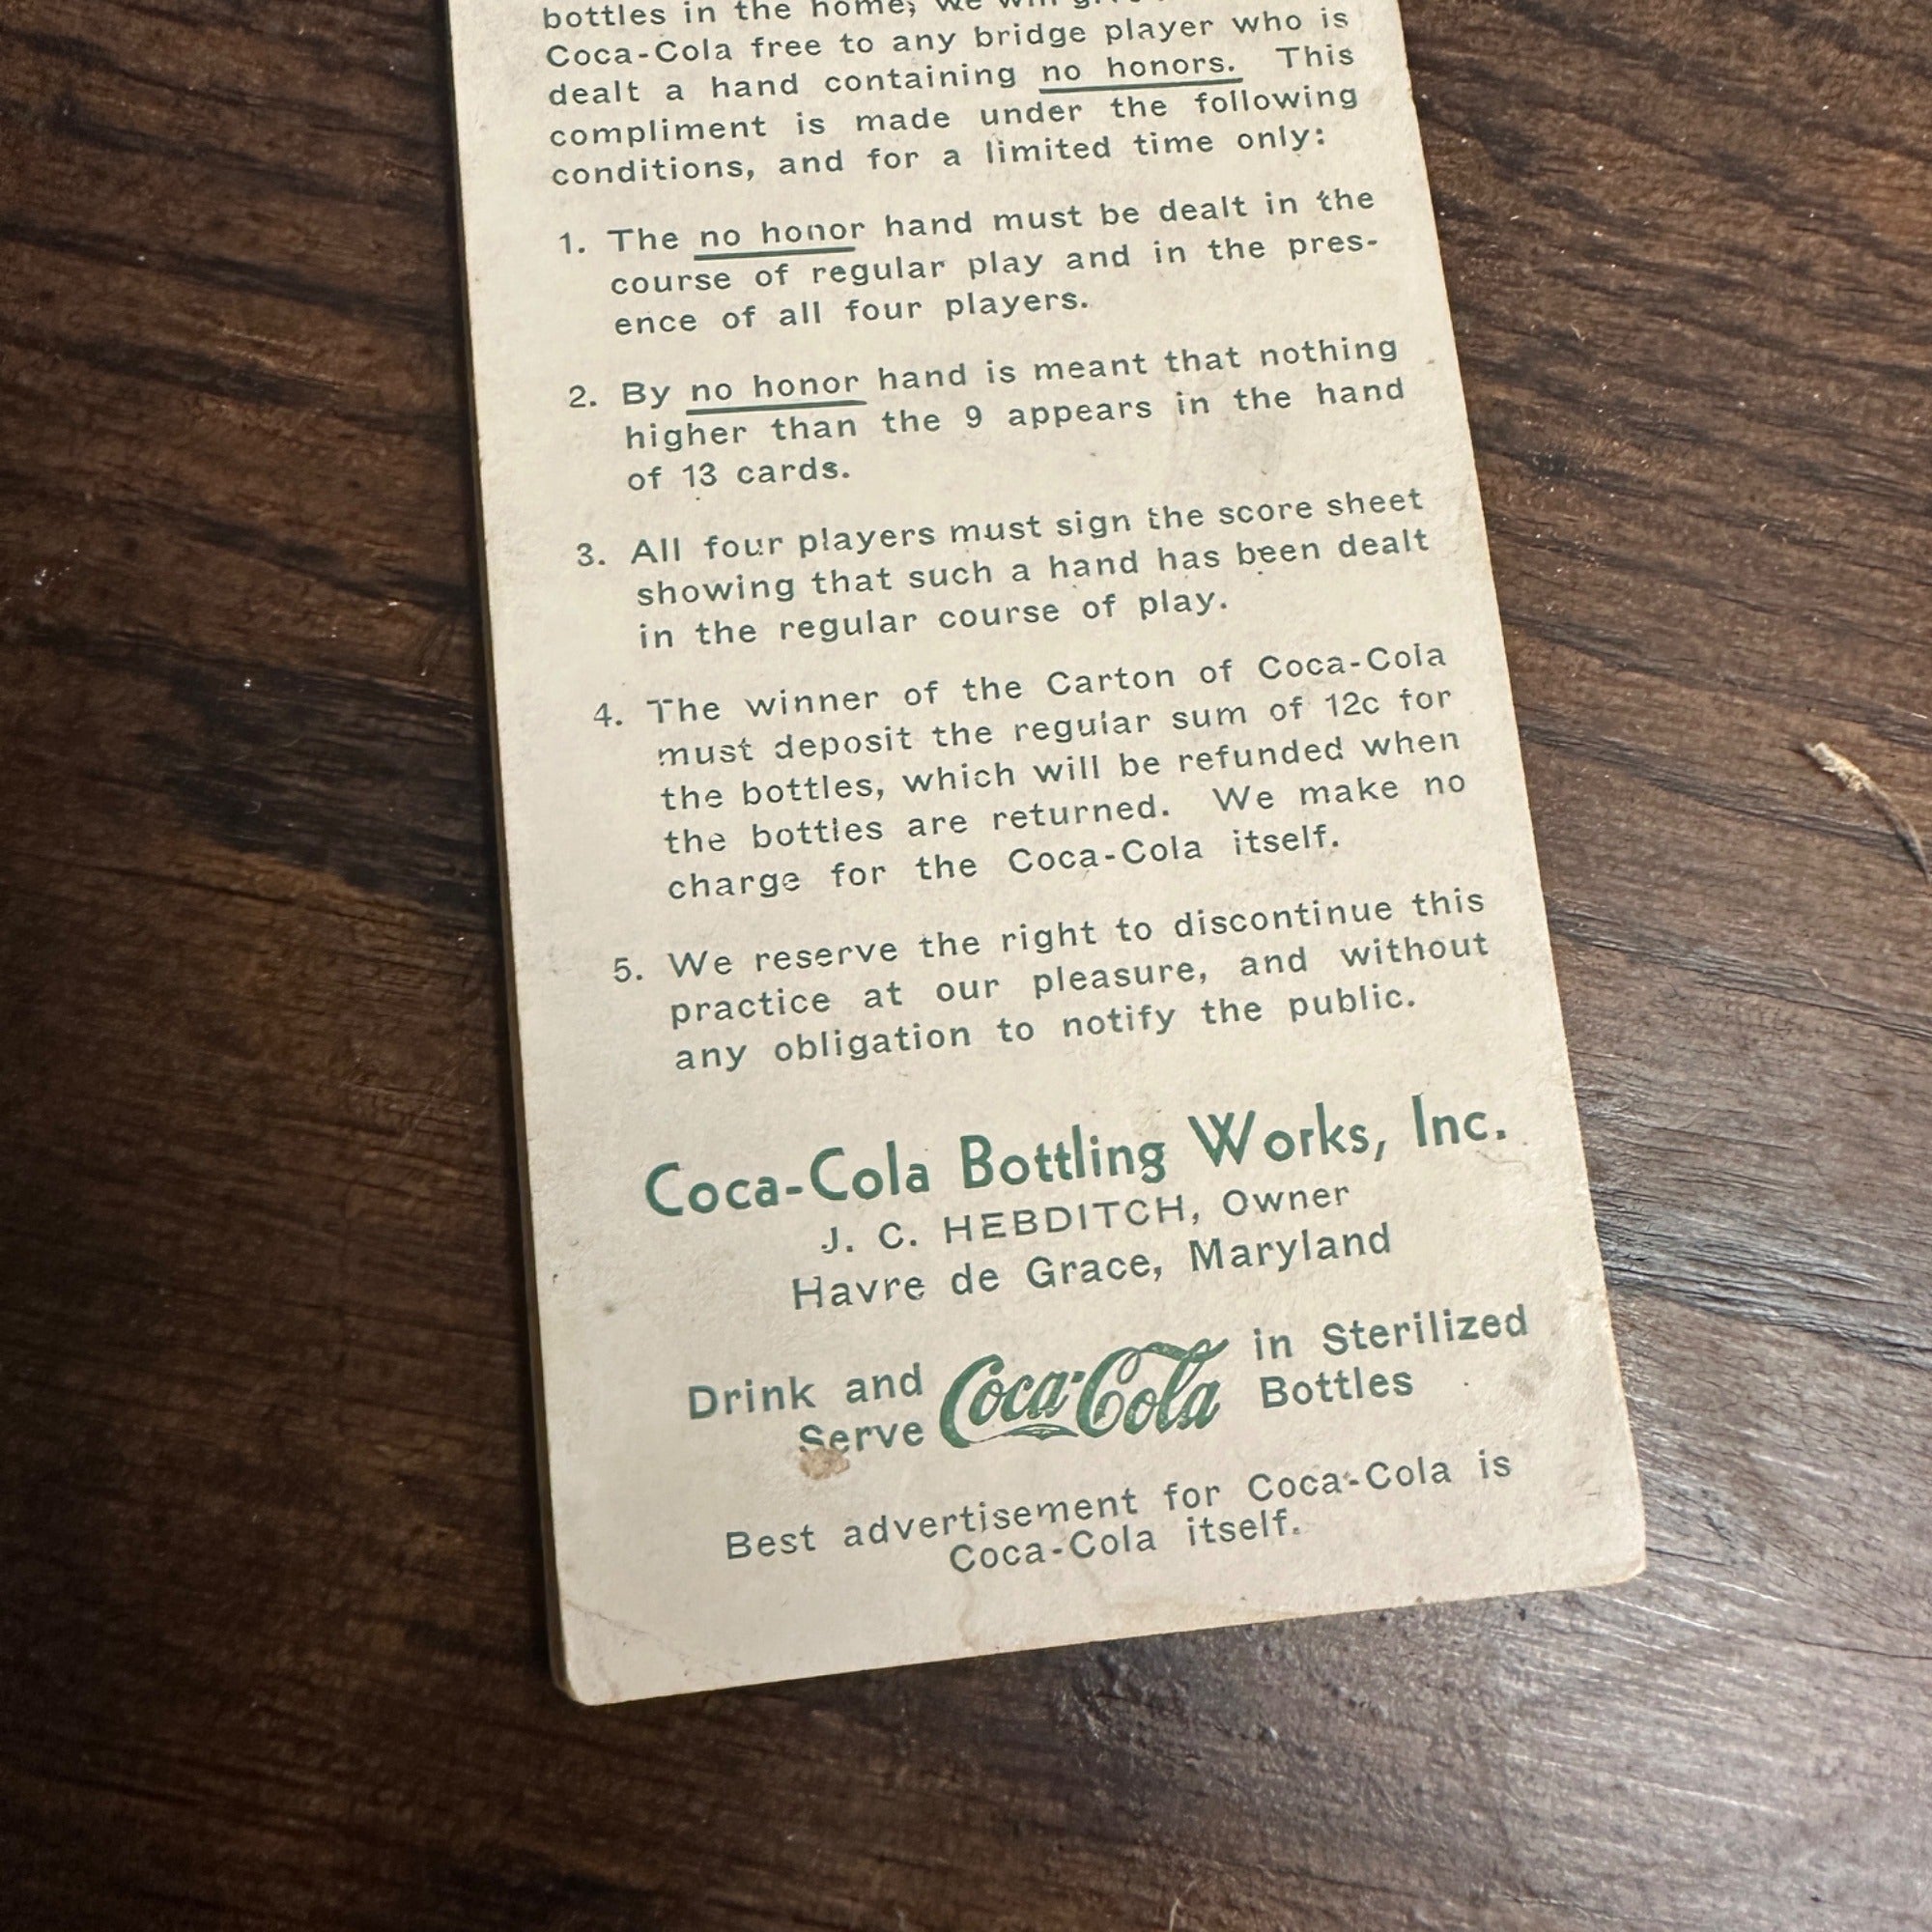 bottles in the home, we will
Coca-Cola free to any bridge player who is
dealt a hand containing no honors. This
compliment is made under the following
conditions, and for a limited time only:
1. The no honor hand must be dealt in the
course of regular play and in the pres-
ence of all four players.
2. By no honor hand is meant that nothing
higher than the 9 appears in the hand
of 13 cards.
3. All four players must sign the score sheet
showing that such a hand has been dealt
in the regular course of play.
4. The winner of the Carton of Coca-Cola
must deposit the regular sum of 12c for
the bottles, which will be refunded when
the bottles are returned. We make no
charge for the Coca-Cola itself.
5. We reserve the right to discontinue this
practice at our pleasure, and without
any obligation to notify the public.
Coca-Cola Bottling Works, Inc.
J. C. HEBDITCH, Owner
Havre de Grace, Maryland
Drink and Coca-Cola in Sterilized
Serve Bottles
Best advertisement for Coca-Cola is
Coca-Cola itself.